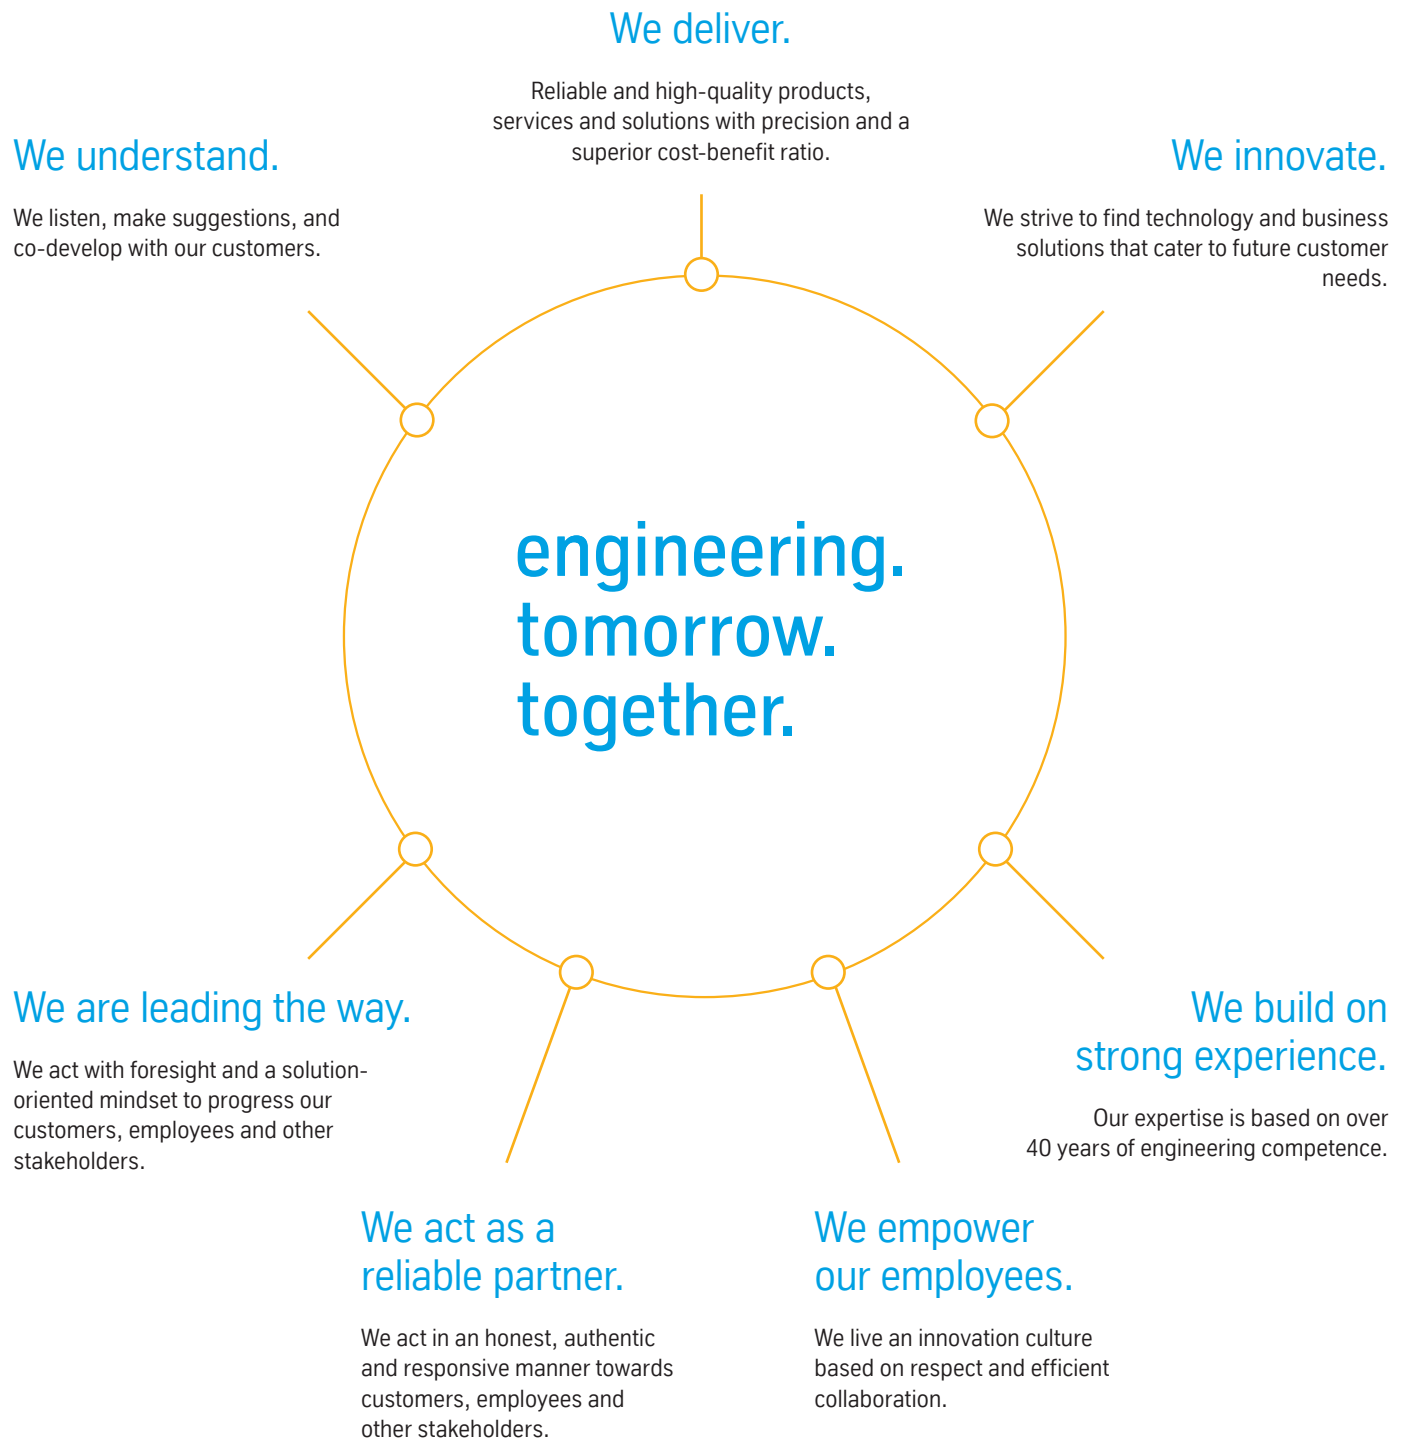 We deliver.
Reliable and high-quality products,
services and solutions with precision and a
superior cost-benefit ratio.
We understand.
We listen, make suggestions, and
co-develop with our customers.
We innovate.
We strive to find technology and business
solutions that cater to future customer
needs.
engineering.
tomorrow.
together.
We are leading the way.
We act with foresight and a solution-
oriented mindset to progress our
customers, employees and other
stakeholders.
We build on
strong experience.
Our expertise is based on over
40 years of engineering competence.
We act as a
reliable partner.
We act in an honest, authentic
and responsive manner towards
customers, employees and
other stakeholders.
We empower
our employees.
We live an innovation culture
based on respect and efficient
collaboration.